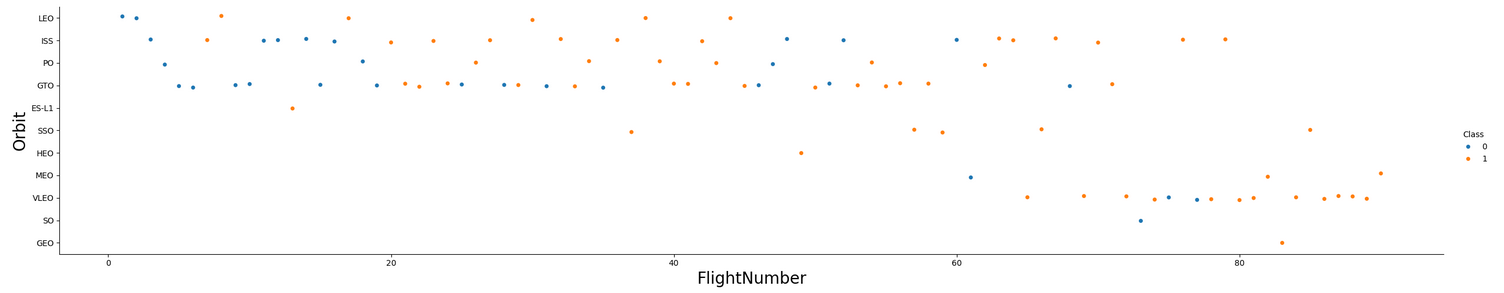 LEO
ISS
PO
GTO
ES-L1
SSO
HEO
MEO
VLEO
SO
GEO
Orbit
0 20 40 60 80
FlightNumber
Class
0
1